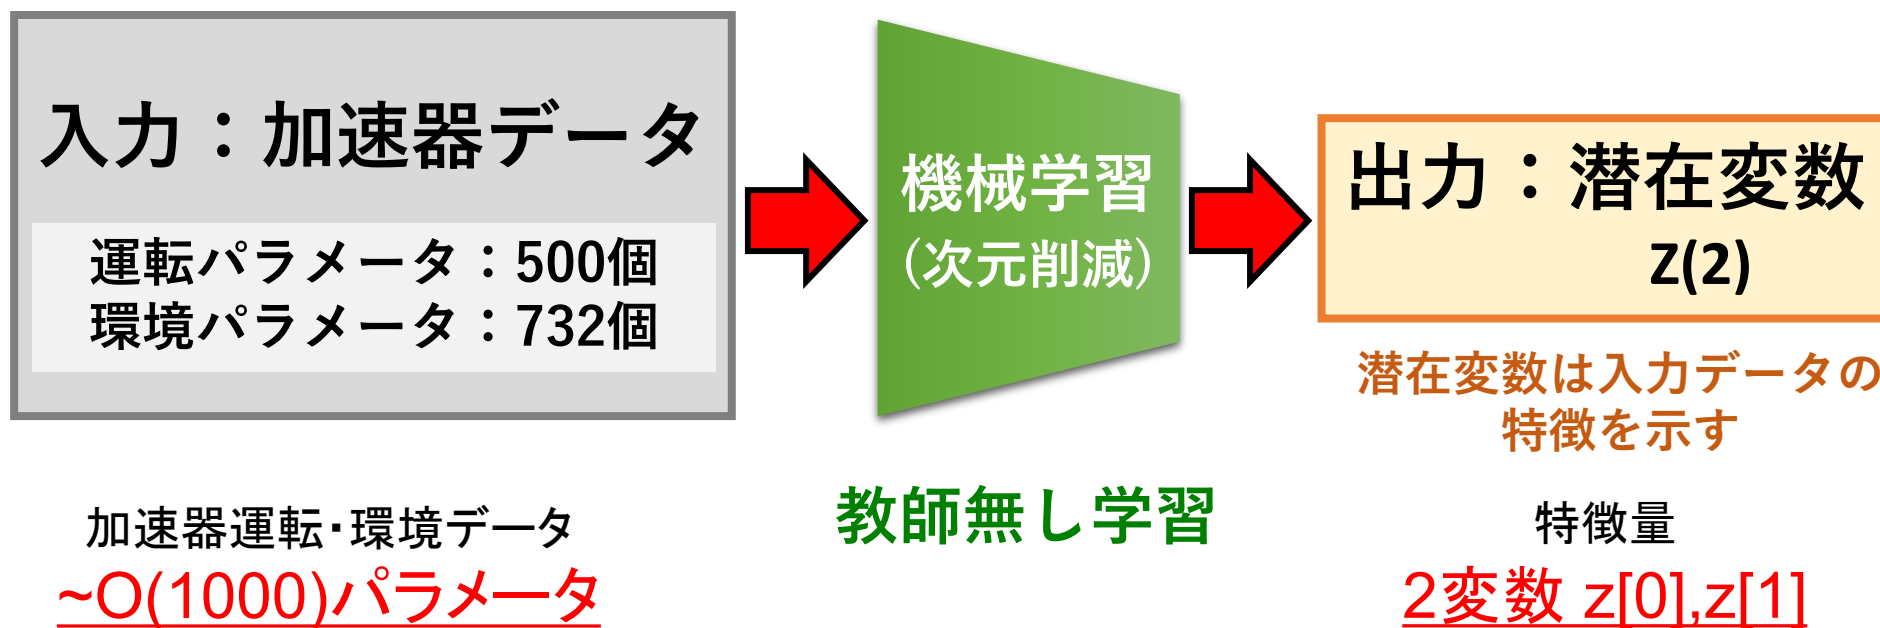 入力：加速器データ
運転パラメータ：500個
環境パラメータ：732個
加速器運転・環境データ
~O(1000)パラメータ
機械学習
（次元削減）
教師無し学習
出力：潜在変数
Z(2)
潜在変数は入力データの
特徴を示す
特徴量
2変数 z[0],z[1]